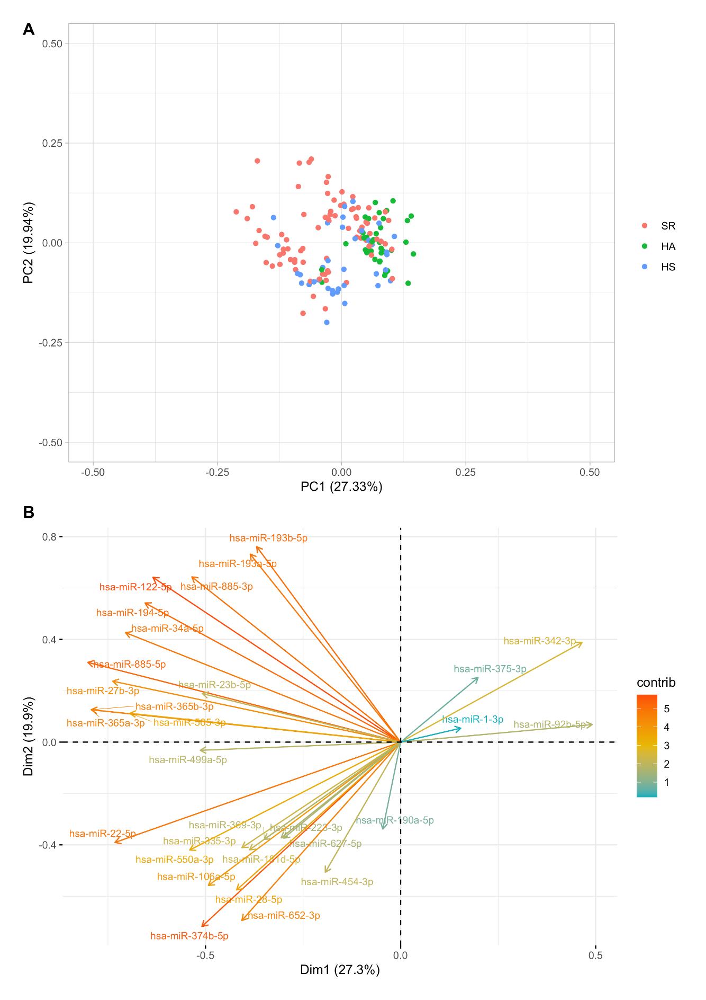 A
0.50
0.25
0.00
-0.25
-0.50
PC2 (19.94%)
-0.50
-0.25
0.00
0.25
0.50
PC1 (27.33%)
SR
HA
HS
B
0.8
0.4
0.0
-0.4
Dim2 (19.9%)
hsa-miR-193b-5p
hsa-miR-193a-5p
hsa-miR-122-5p
hsa-miR-885-3p
hsa-miR-194-5p
hsa-miR-34a-5p
hsa-miR-342-3p
hsa-miR-885-5p
hsa-miR-375-3p
hsa-miR-23b-5p
hsa-miR-27b-3p
hsa-miR-365b-3p
hsa-miR-1-3p
hsa-miR-365a-3p
hsa-miR-505-3p
hsa-miR-92b-5p
hsa-miR-499a-5p
hsa-miR-190a-5p
hsa-miR-369-3p
hsa-miR-223-3p
hsa-miR-22-5p
hsa-miR-335-3p
hsa-miR-627-5p
hsa-miR-550a-3p
hsa-miR-181d-5p
hsa-miR-106a-5p
hsa-miR-454-3p
hsa-miR-28-5p
hsa-miR-652-3p
hsa-miR-374b-5p
-0.5
0.0
0.5
Dim1 (27.3%)
contrib
5
4
3
2
1